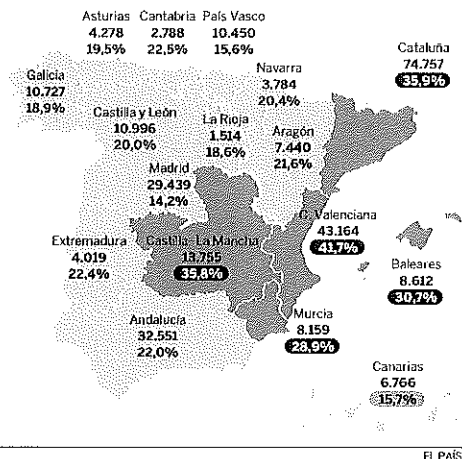 Asturias
4.278
19,5%
Cantabria
2.788
22,5%
País Vasco
10.450
15,6%
Cataluña
74.757
35,9%
Galicia
10.727
18,9%
Navarra
3.784
20,4%
Castilla y León
10.996
20,0%
La Rioja
1.514
18,6%
Aragón
7.440
21,6%
Madrid
29.439
14,2%
C. Valenciana
43.164
41,7%
Extremadura
4.019
22,4%
Castilla-La Mancha
13.755
35,8%
Baleares
8.612
30,7%
Andalucía
32.551
22,0%
Murcia
8.159
28,9%
Canarias
6.766
15,7%
EL PAÍS